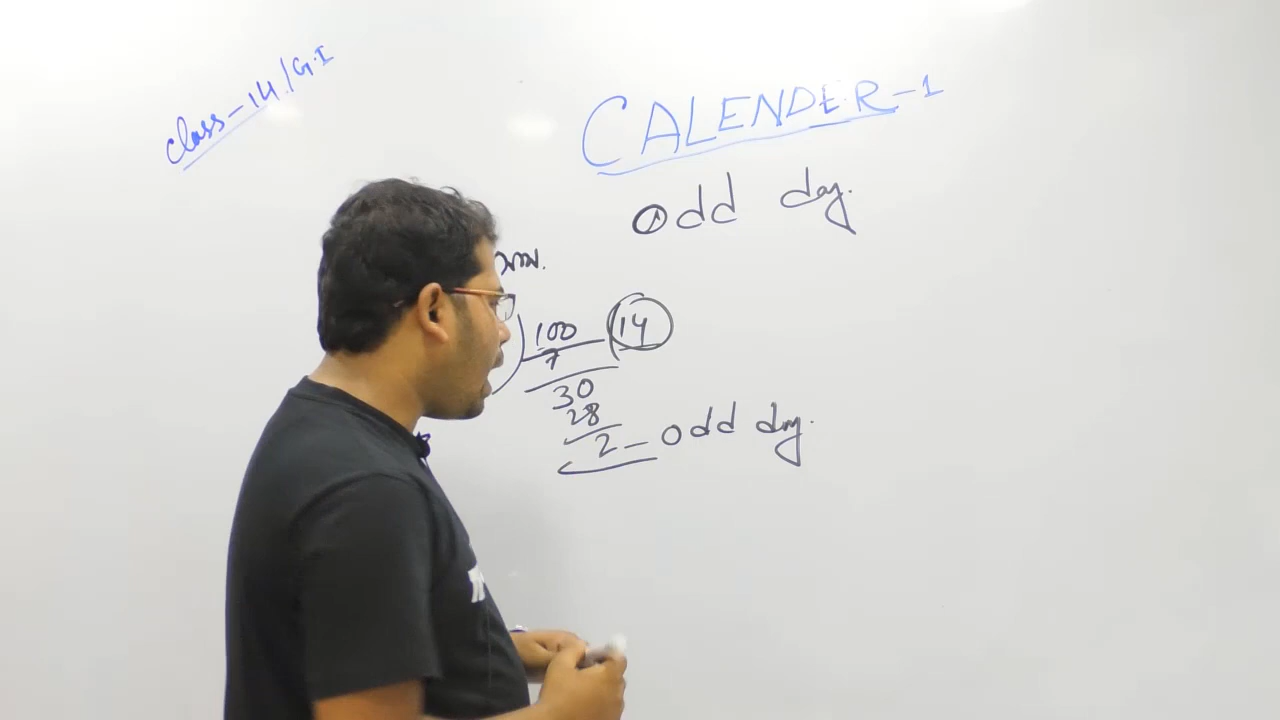 class-14/G.I
CALENDER-1
odd day.
) 100 ( 14
7
30
28
2 - odd day.